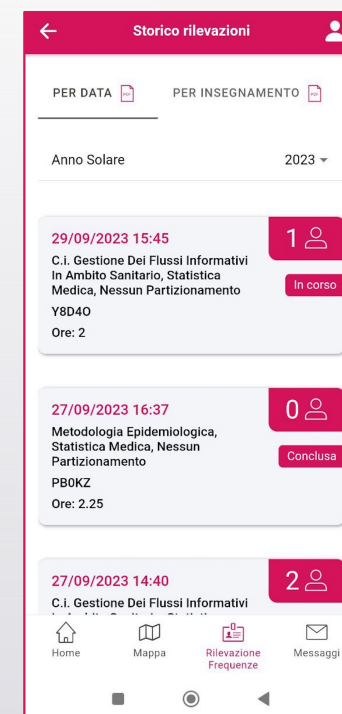 Storico rilevazioni
PER DATA
PER INSEGNAMENTO
Anno Solare
2023
29/09/2023 15:45
1
C.i. Gestione Dei Flussi Informativi
In Ambito Sanitario, Statistica
Medica, Nessun Partizionamento
In corso
Y8D4O
Ore: 2
27/09/2023 16:37
0
Metodologia Epidemiologica,
Statistica Medica, Nessun
Partizionamento
Conclusa
PB0KZ
Ore: 2.25
27/09/2023 14:40
2
C.i. Gestione Dei Flussi Informativi
Home
Mappa
Rilevazione
Frequenze
Messaggi